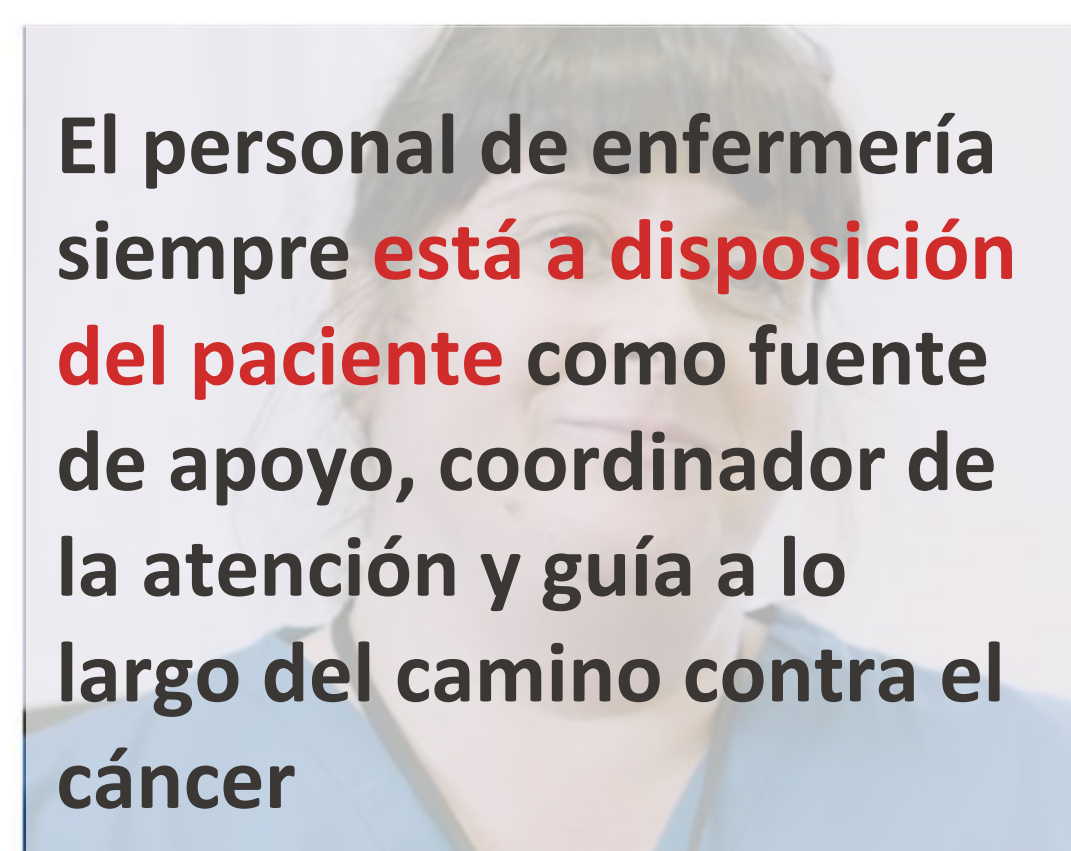 El personal de enfermería
siempre está a disposición
del paciente como fuente
de apoyo, coordinador de
la atención y guía a lo
largo del camino contra el
cáncer